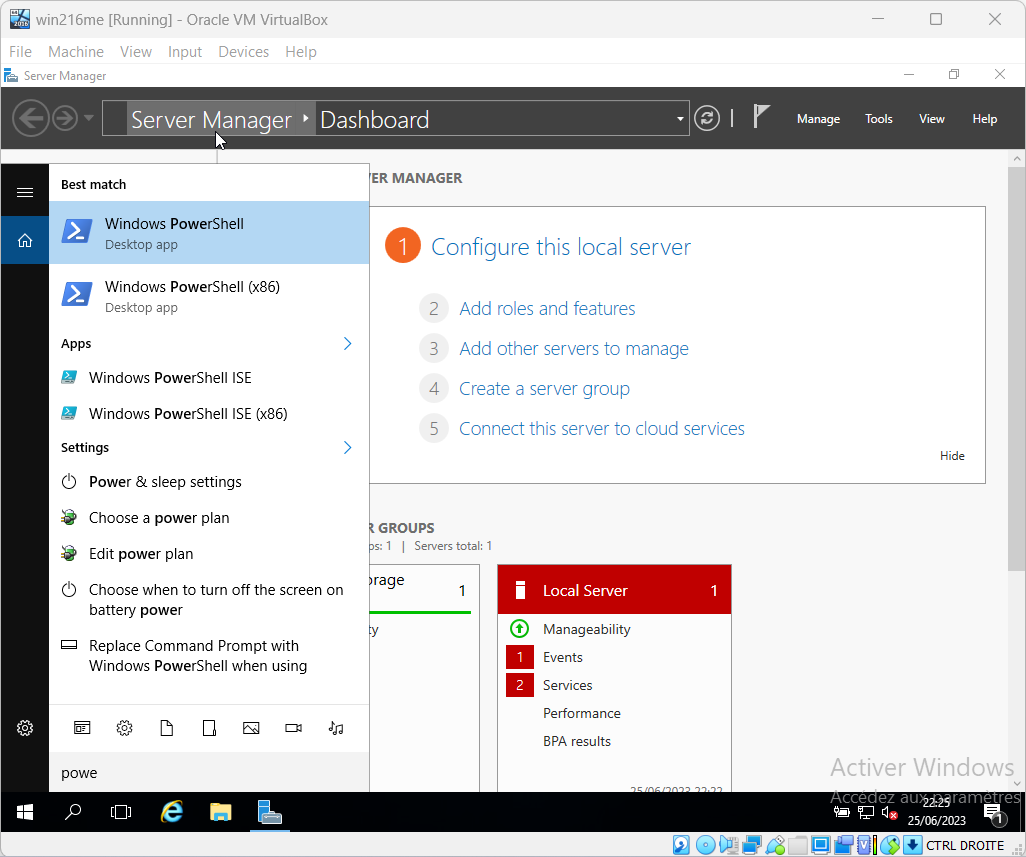 win216me [Running] - Oracle VM VirtualBox
File Machine View Input Devices Help
Server Manager
Server Manager Dashboard
Manage Tools View Help
Best match
Windows PowerShell
Desktop app
Windows PowerShell (x86)
Desktop app
Apps
Windows PowerShell ISE
Windows PowerShell ISE (x86)
Settings
Power & sleep settings
Choose a power plan
Edit power plan
Choose when to turn off the screen on
battery power
Replace Command Prompt with
Windows PowerShell when using
powe
ER MANAGER
1 Configure this local server
2 Add roles and features
3 Add other servers to manage
4 Create a server group
5 Connect this server to cloud services
Hide
R GROUPS
ps: 1 | Servers total: 1
orage 1
ty
Local Server 1
Manageability
1 Events
2 Services
Performance
BPA results
25/06/2023 22:22
Activer Windows
Accédez aux paramètres
22:25
25/06/2023
1
CTRL DROITE